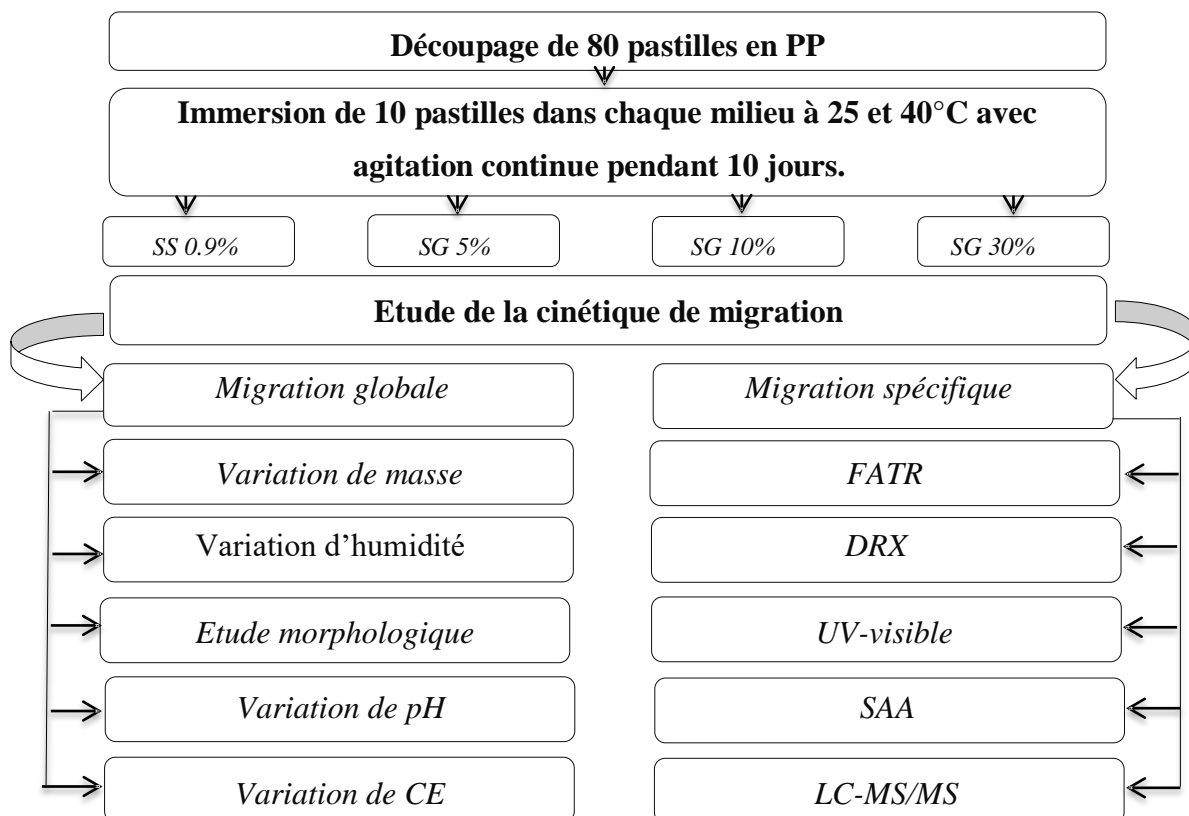 Découpage de 80 pastilles en PP
Immersion de 10 pastilles dans chaque milieu à 25 et 40°C avec
agitation continue pendant 10 jours.
SS 0.9%
SG 5%
SG 10%
SG 30%
Etude de la cinétique de migration
Migration globale
Migration spécifique
Variation de masse
FATR
Variation d’humidité
DRX
Etude morphologique
UV-visible
Variation de pH
SAA
Variation de CE
LC-MS/MS